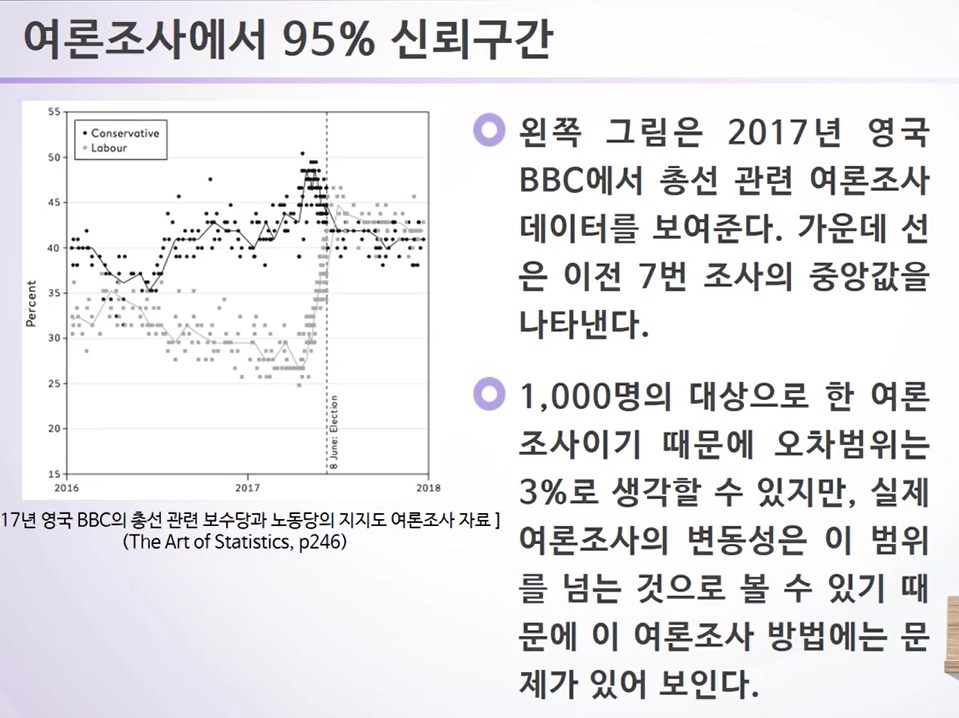 여론조사에서 95% 신뢰구간
55
50
45
40
35
30
25
20
15
Percent
Conservative
Labour
8 June: Election
2016
2017
2018
17년 영국 BBC의 총선 관련 보수당과 노동당의 지지도 여론조사 자료 ]
(The Art of Statistics, p246)
왼쪽 그림은 2017년 영국
BBC에서 총선 관련 여론조사
데이터를 보여준다. 가운데 선
은 이전 7번 조사의 중앙값을
나타낸다.
1,000명의 대상으로 한 여론
조사이기 때문에 오차범위는
3%로 생각할 수 있지만, 실제
여론조사의 변동성은 이 범위
를 넘는 것으로 볼 수 있기 때
문에 이 여론조사 방법에는 문
제가 있어 보인다.